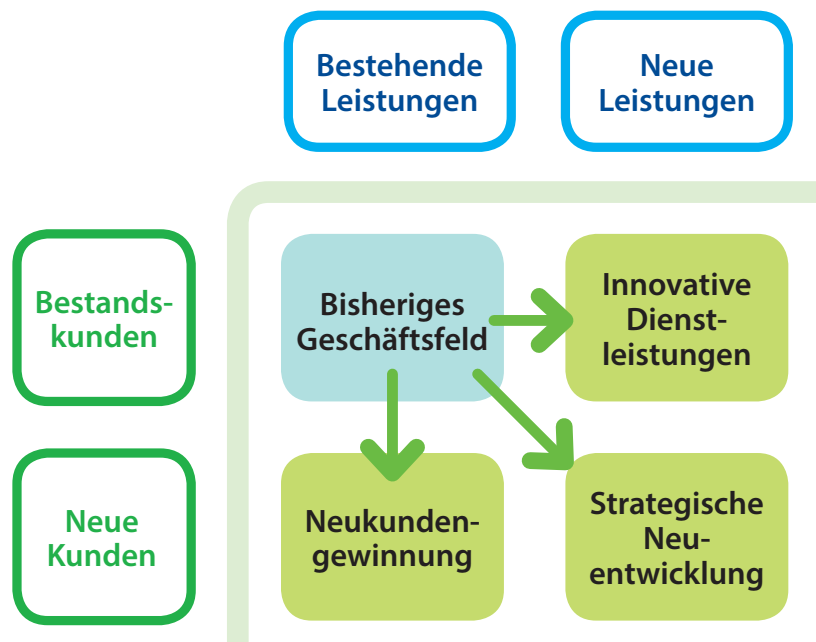 Bestehende
Leistungen
Neue
Leistungen
Bestands-
kunden
Bisheriges
Geschäftsfeld
Innovative
Dienst-
leistungen
Neue
Kunden
Neukunden-
gewinnung
Strategische
Neu-
entwicklung